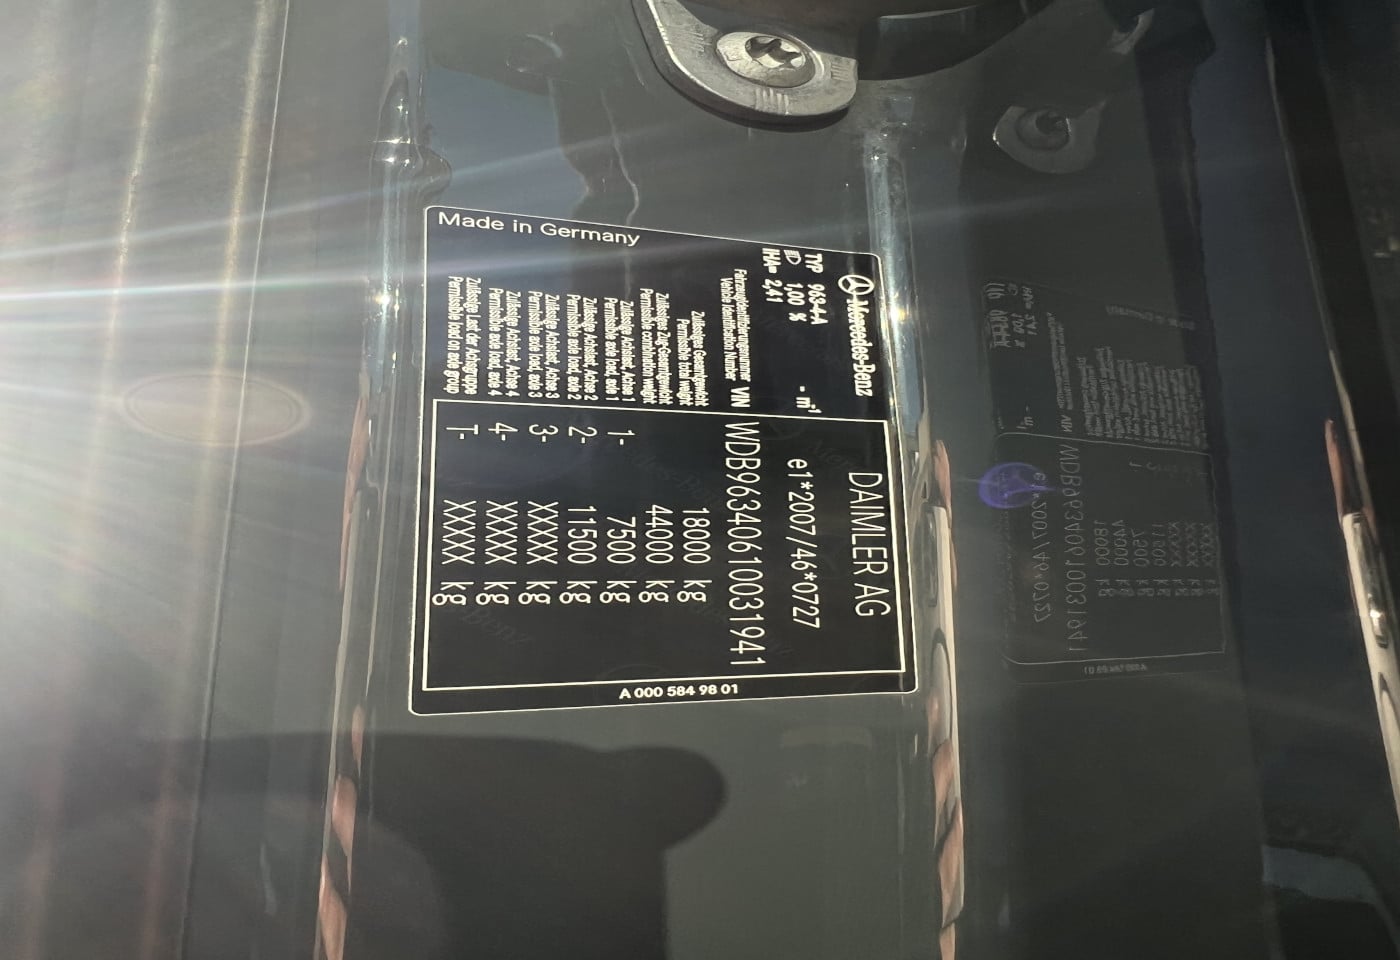 Mercedes-Benz DAIMLER AG
TYP 963-4-A
1,00 % - m⁻¹ e1*2007/46*0727
IHA= 2,41
Fahrzeugidentifizierungsnummer
Vehicle Identification Number VIN WDB96340610031941
Zulässiges Gesamtgewicht
Permissible total weight 18000 kg
Zulässiges Zug-Gesamtgewicht
Permissible combination weight 44000 kg
Zulässige Achslast, Achse 1
Permissible axle load, axle 1 1- 7500 kg
Zulässige Achslast, Achse 2
Permissible axle load, axle 2 2- 11500 kg
Zulässige Achslast, Achse 3
Permissible axle load, axle 3 3- XXXXX kg
Zulässige Achslast, Achse 4
Permissible axle load, axle 4 4- XXXXX kg
Zulässige Last der Achsgruppe
Permissible load on axle group T- XXXXX kg
Made in Germany
A 000 584 98 01